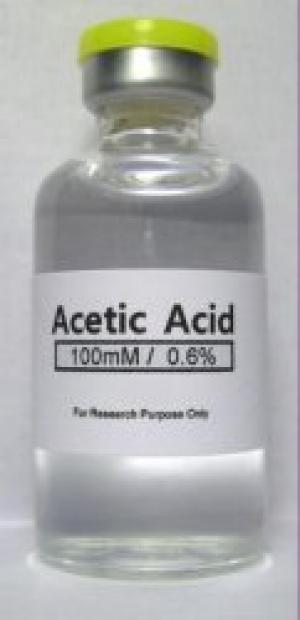 Acetic Acid
100mM / 0.6%
For Research Purpose Only